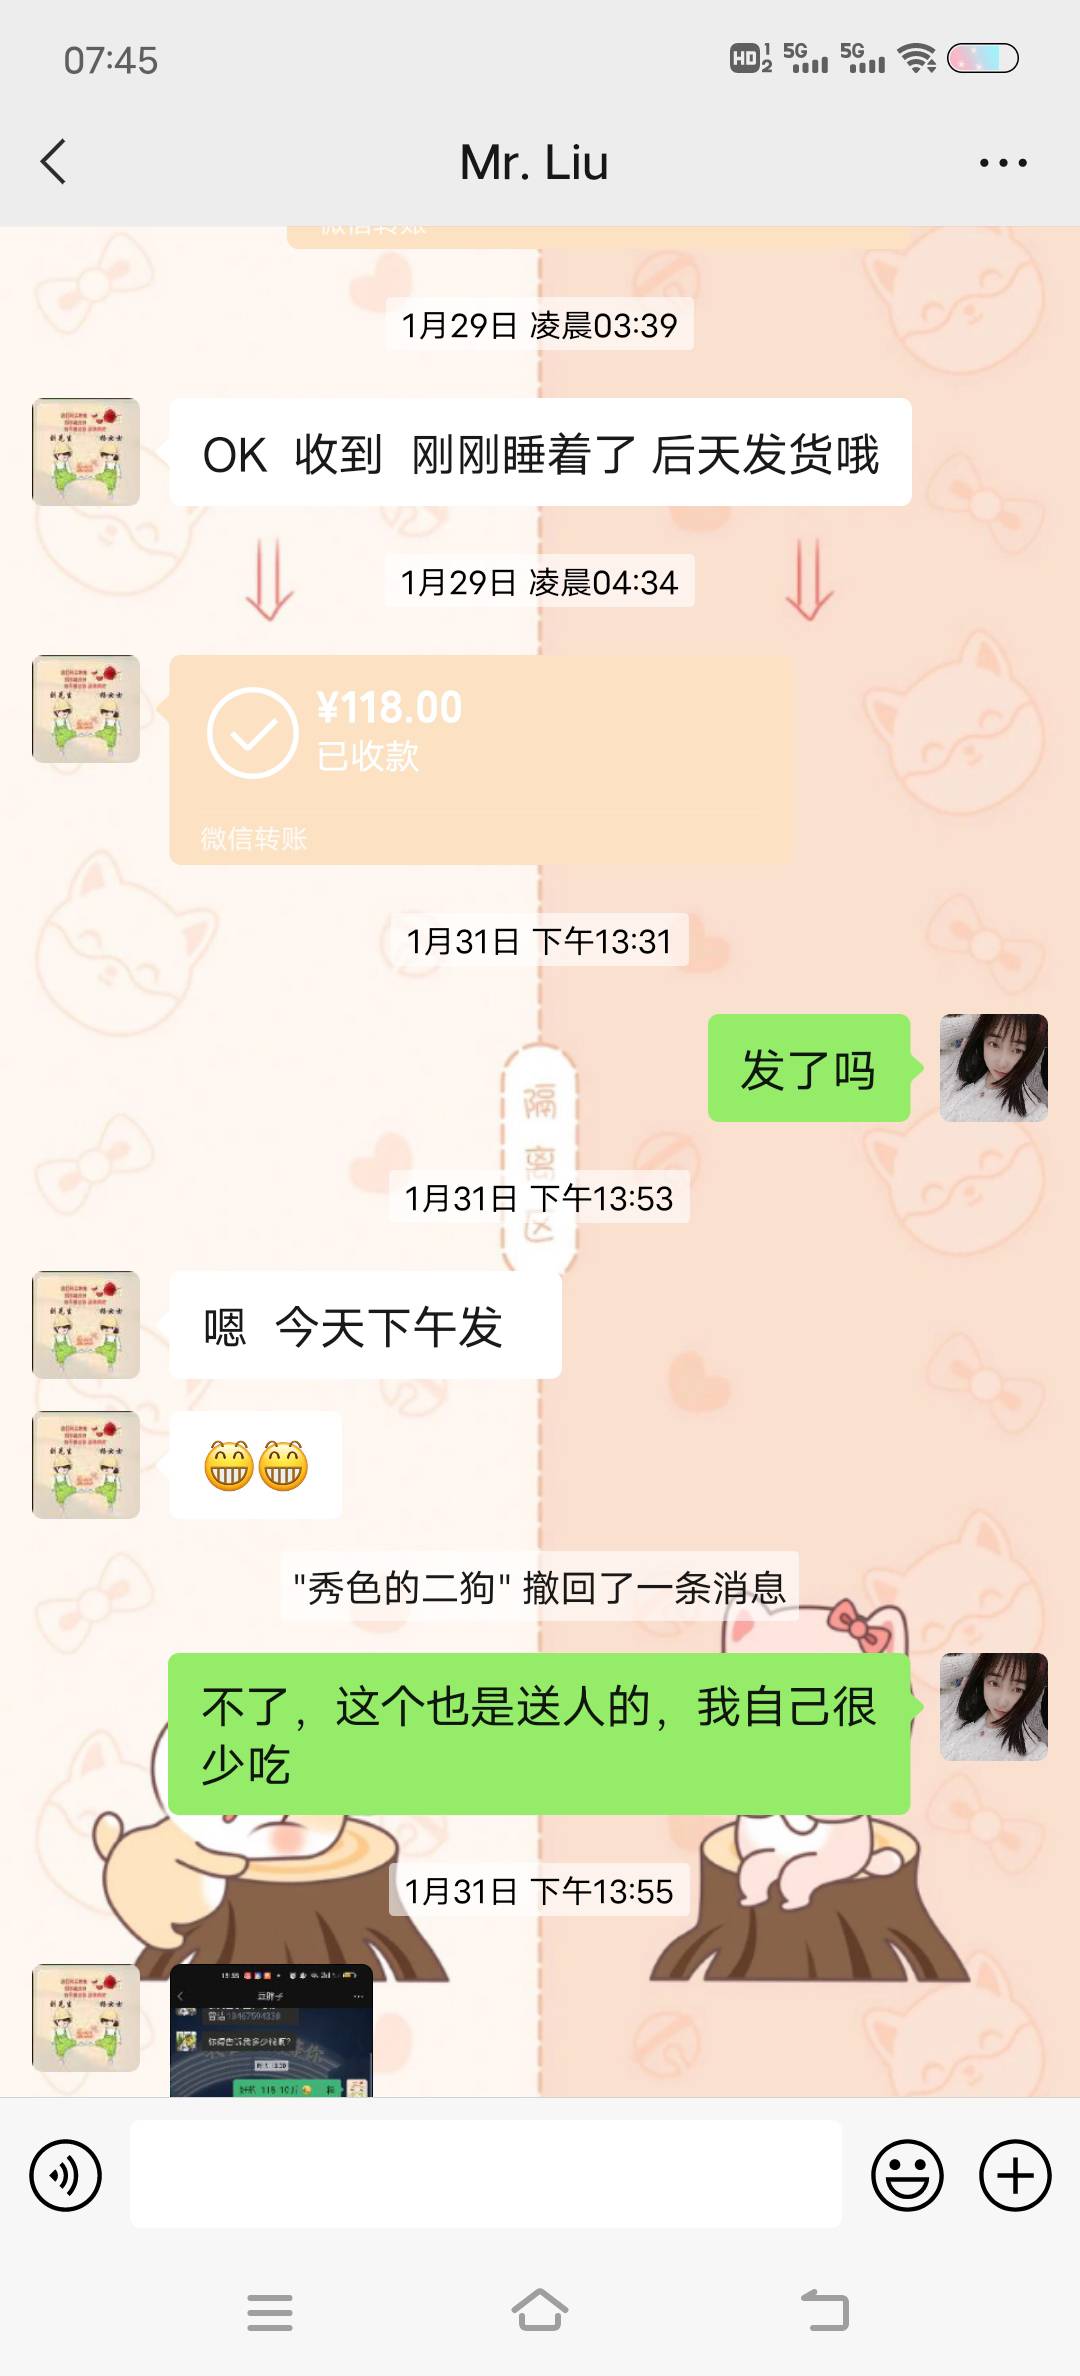 07:45
HD 1 2 5G 5G
Mr. Liu
微信转账
1月29日 凌晨03:39
OK 收到 刚刚睡着了 后天发货哦
1月29日 凌晨04:34
¥118.00
已收款
微信转账
1月31日 下午13:31
发了吗
隔离区
1月31日 下午13:53
嗯 今天下午发
"秀色的二狗" 撤回了一条消息
不了，这个也是送人的，我自己很
少吃
1月31日 下午13:55